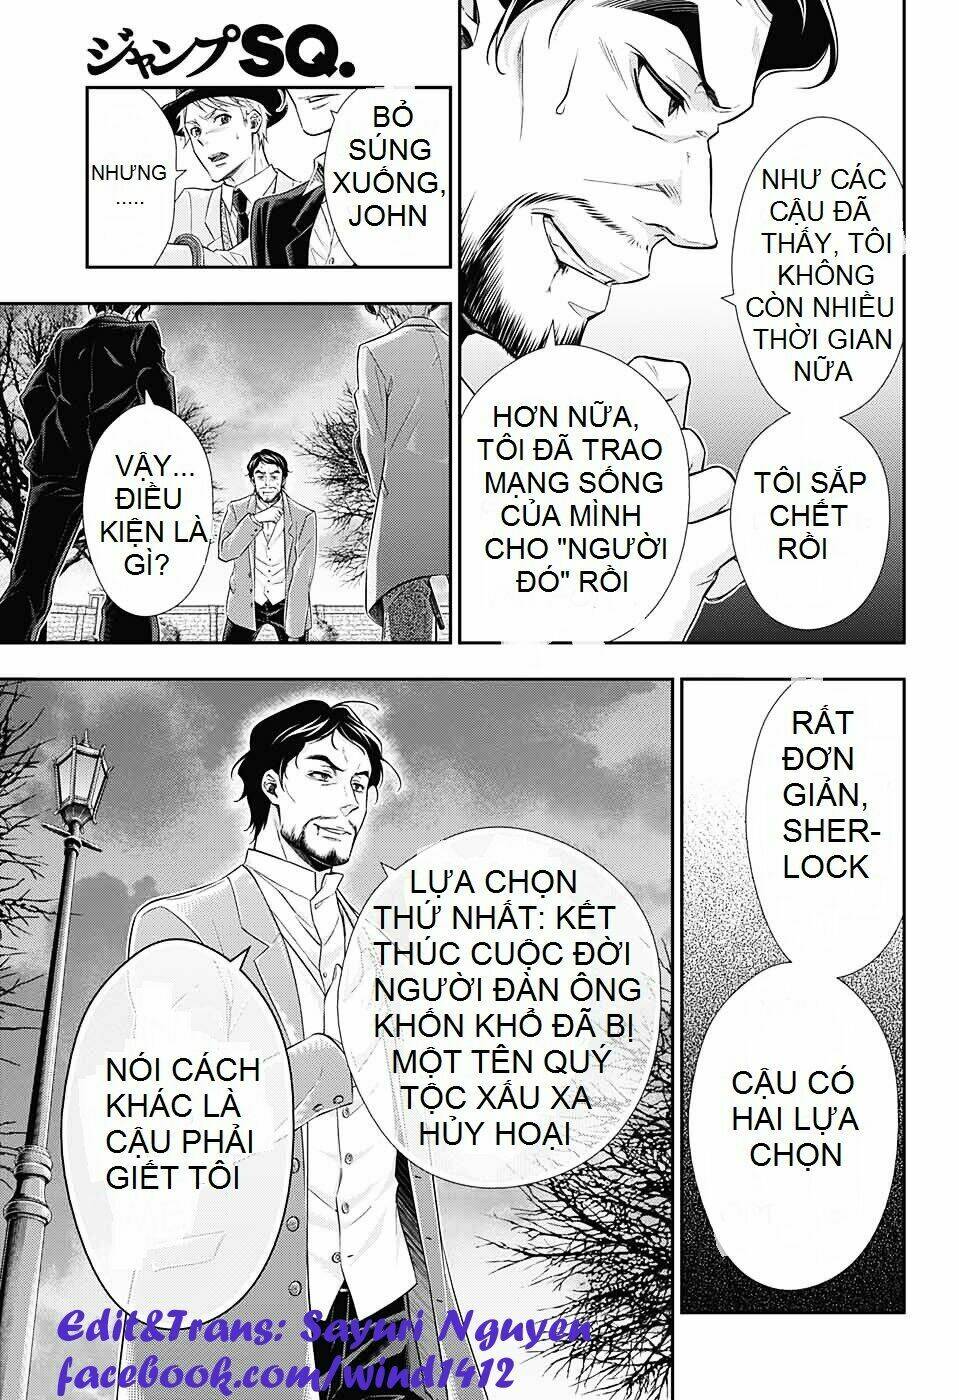 ジャンプSQ.
NHƯ CÁC
CẬU ĐÃ
THẤY, TÔI
KHÔNG
CÒN NHIỀU
THỜI GIAN
NỮA
TÔI SẮP
CHẾT
RỒI
HƠN NỮA,
TÔI ĐÃ TRAO
MẠNG SỐNG
CỦA MÌNH
CHO "NGƯỜI
ĐÓ" RỒI
BỎ
SÚNG
XUỐNG,
JOHN
NHƯNG
.....
VẬY...
ĐIỀU
KIỆN LÀ
GÌ?
RẤT
ĐƠN
GIẢN,
SHER-
LOCK
CẬU CÓ
HAI LỰA
CHỌN
LỰA CHỌN
THỨ NHẤT: KẾT
THÚC CUỘC ĐỜI
NGƯỜI ĐÀN ÔNG
KHỐN KHỔ ĐÃ BỊ
MỘT TÊN QUÝ
TỘC XẤU XA
HỦY HOẠI
NÓI CÁCH
KHÁC LÀ
CẬU PHẢI
GIẾT TÔI
Edit&Trans: Sayuri Nguyen
facebook.com/wind1412